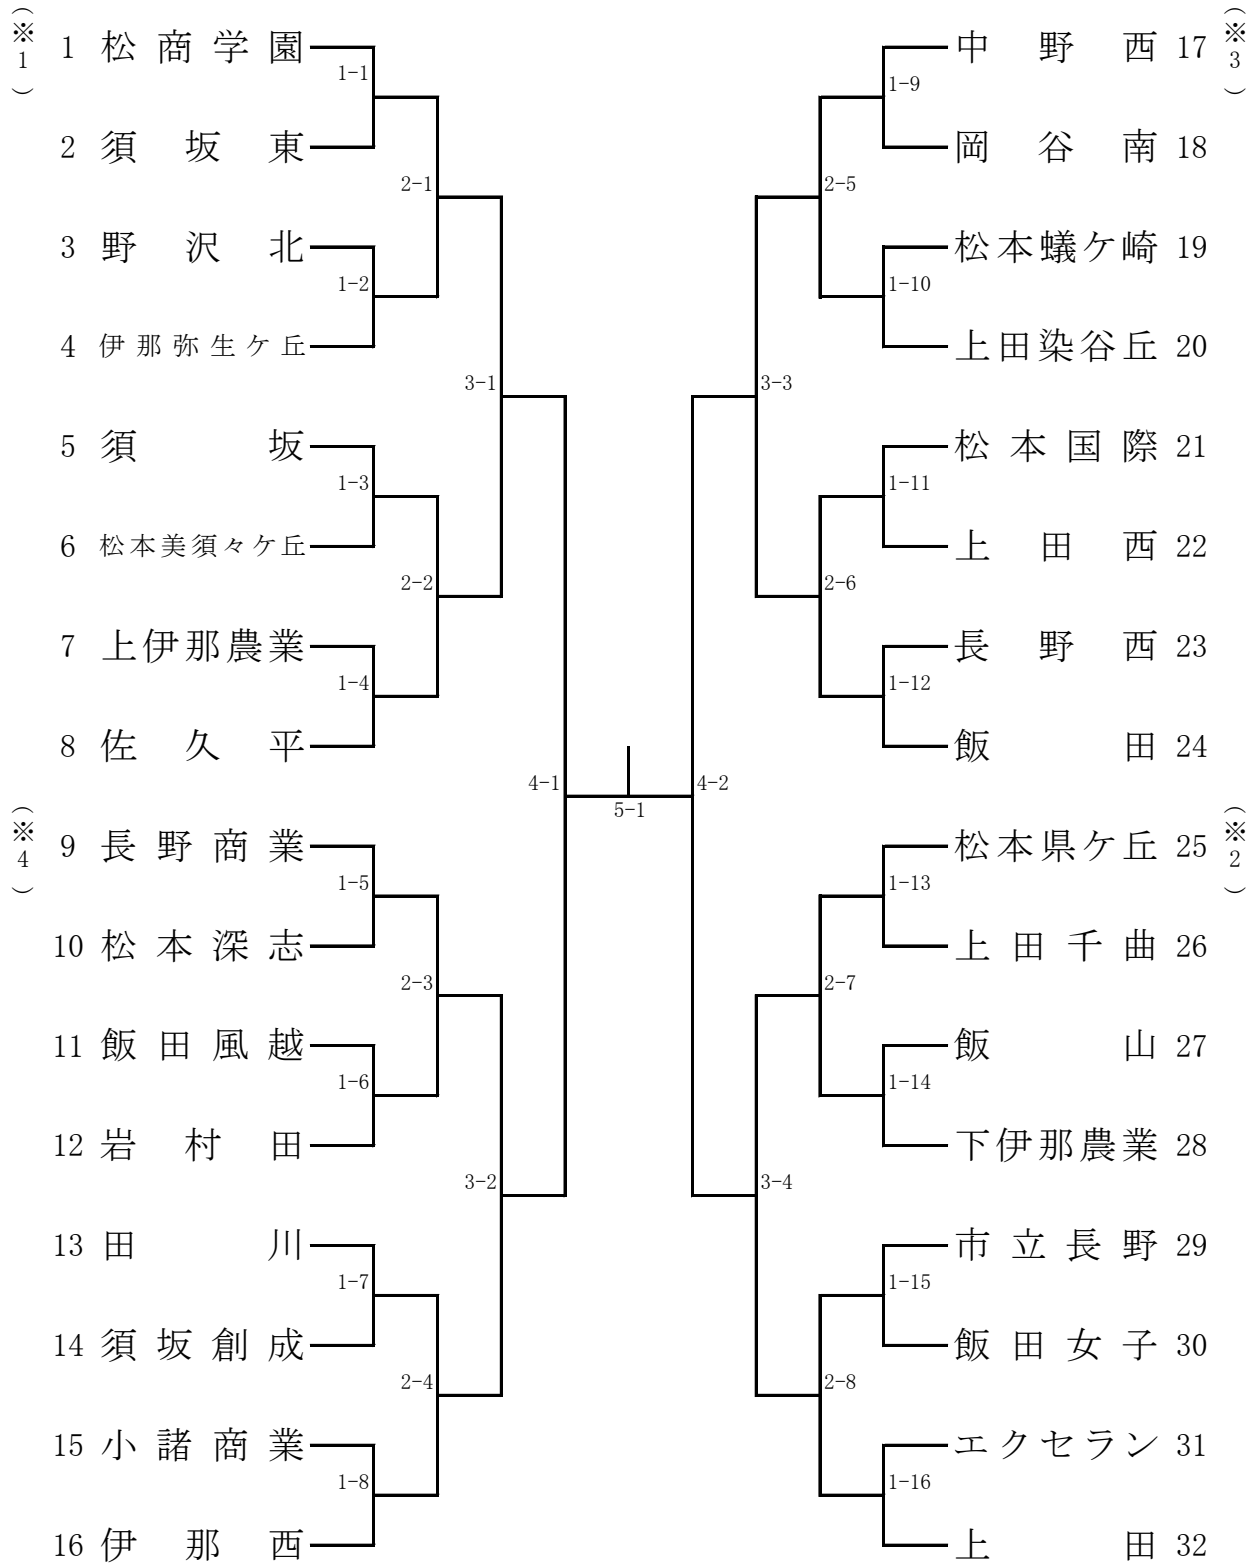 （※1）
1 松商学園
1-1
2 須坂東
2-1
3 野沢北
1-2
4 伊那弥生ケ丘
3-1
5 須坂
1-3
6 松本美須々ケ丘
2-2
7 上伊那農業
1-4
8 佐久平
4-1
（※4）
9 長野商業
1-5
10 松本深志
2-3
11 飯田風越
1-6
12 岩村田
3-2
13 田川
1-7
14 須坂創成
2-4
15 小諸商業
1-8
16 伊那西
5-1
中野西 17
（※3）
1-9
岡谷南 18
2-5
松本蟻ケ崎 19
1-10
上田染谷丘 20
3-3
松本国際 21
1-11
上田西 22
2-6
長野西 23
1-12
飯田 24
4-2
松本県ケ丘 25
（※2）
1-13
上田千曲 26
2-7
飯山 27
1-14
下伊那農業 28
3-4
市立長野 29
1-15
飯田女子 30
2-8
エクセラン 31
1-16
上田 32